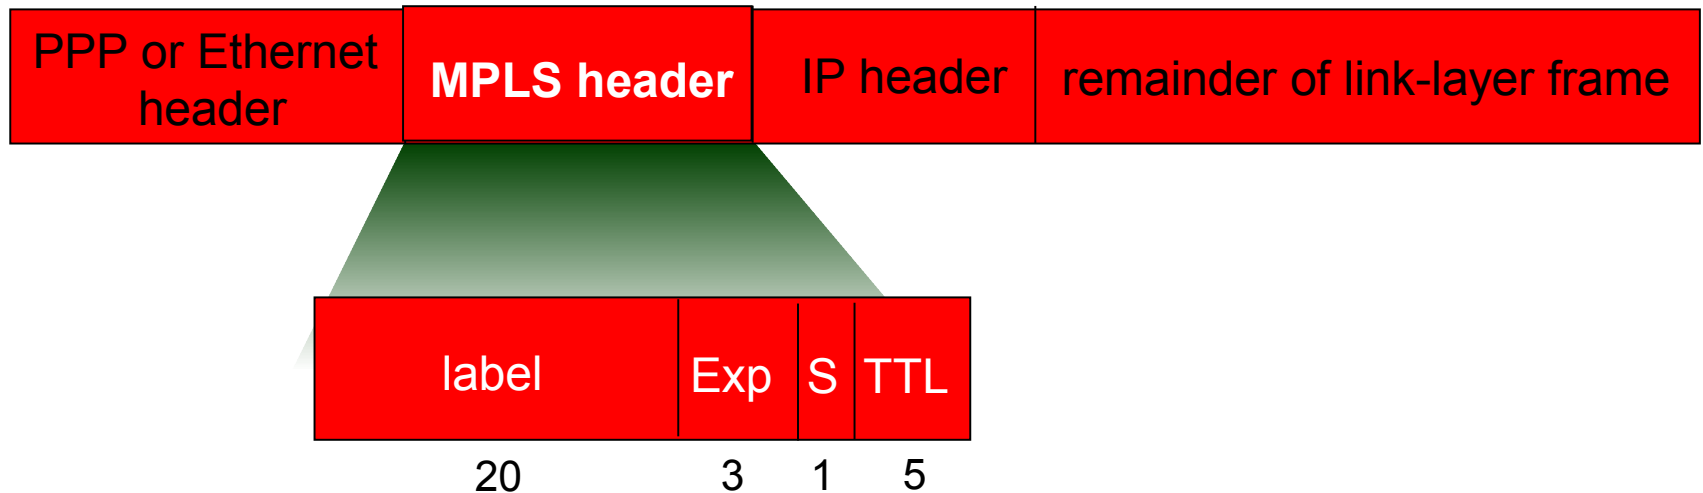 PPP or Ethernet
header
MPLS header
IP header
remainder of link-layer frame
label
Exp
S
TTL
20
3
1
5